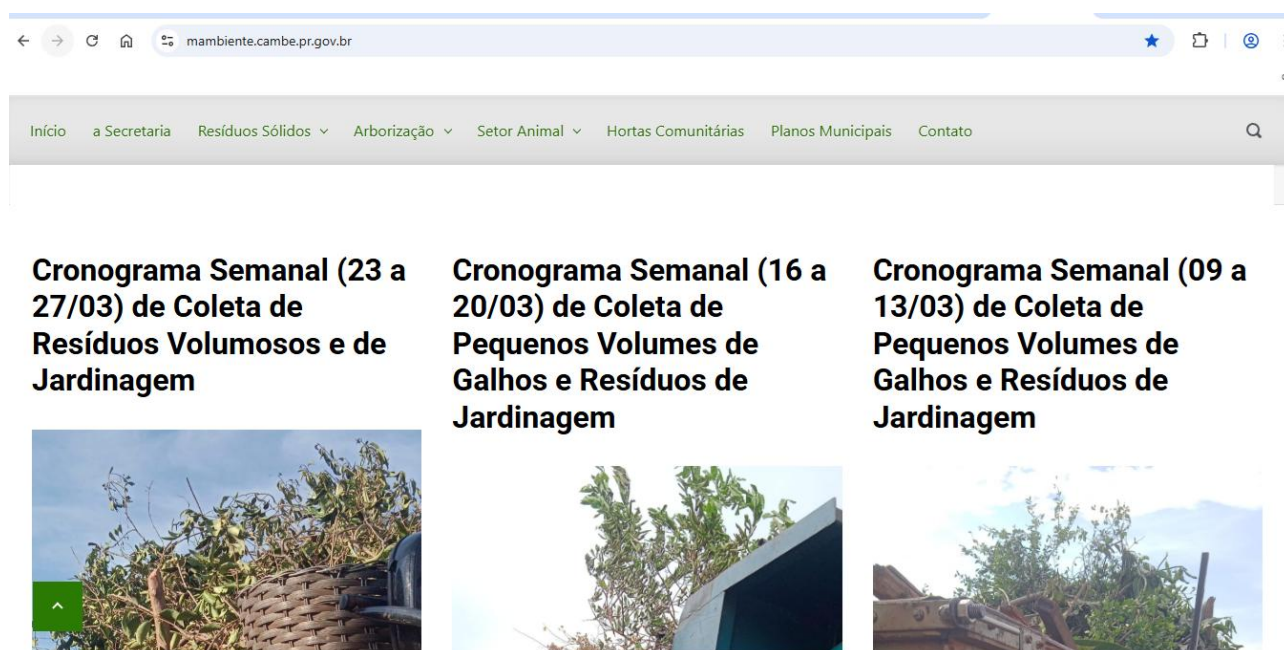 mambiente.cambe.pr.gov.br
Início a Secretaria Resíduos Sólidos Arborização Setor Animal Hortas Comunitárias Planos Municipais Contato
Cronograma Semanal (23 a
27/03) de Coleta de
Resíduos Volumosos e de
Jardinagem
Cronograma Semanal (16 a
20/03) de Coleta de
Pequenos Volumes de
Galhos e Resíduos de
Jardinagem
Cronograma Semanal (09 a
13/03) de Coleta de
Pequenos Volumes de
Galhos e Resíduos de
Jardinagem